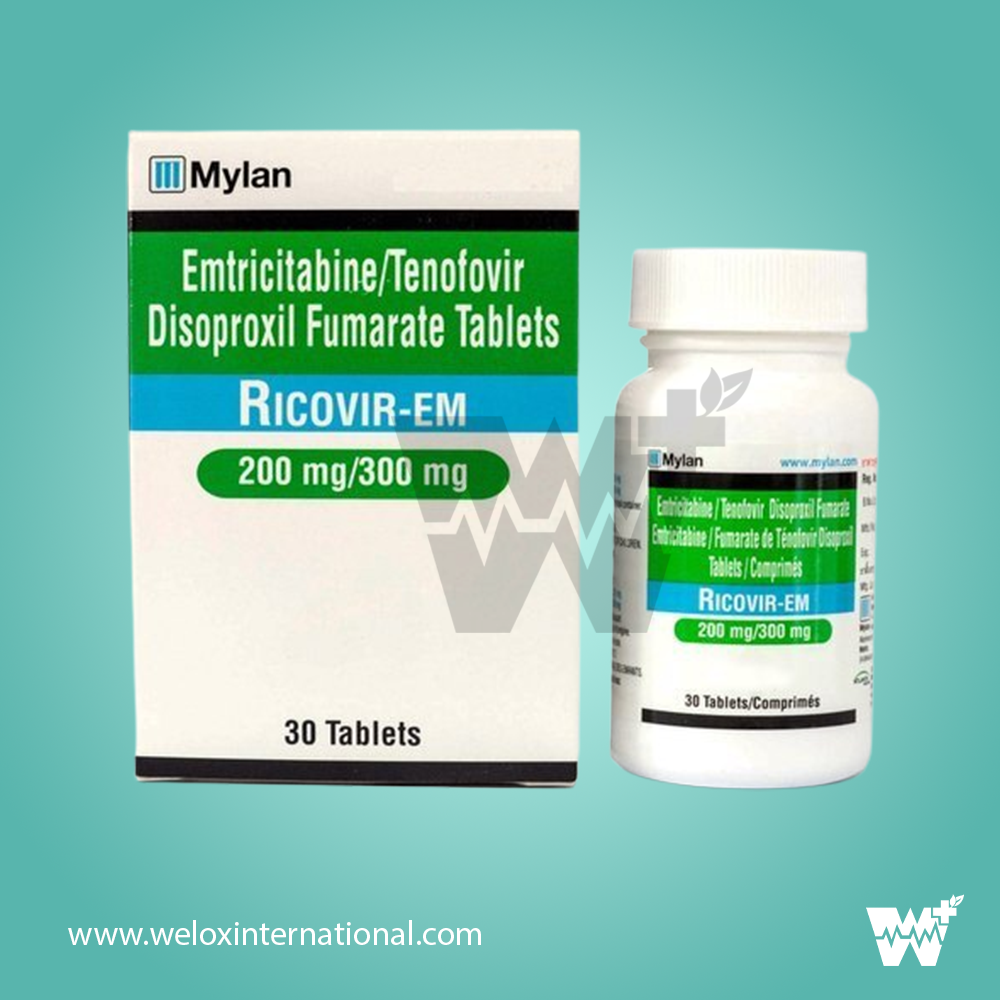 Mylan
Emtricitabine/Tenofovir
Disoproxil Fumarate Tablets
RICOVIR-EM
200 mg/300 mg
30 Tablets
Mylan
www.mylan.com
Emtricitabine/Tenofovir Disoproxil Fumarate
Emtricitabine/Fumarate de Ténofovir Disoproxil
Tablets/Comprimés
RICOVIR-EM
200 mg/300 mg
30 Tablets/Comprimés
www.weloxinternational.com